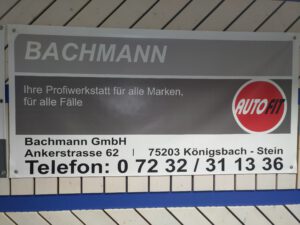 BACHMANN
Ihre Profiwerkstatt für alle Marken,
für alle Fälle
AUTOFIT
Bachmann GmbH
Ankerstrasse 62 | 75203 Königsbach - Stein
Telefon: 0 72 32 / 31 13 36